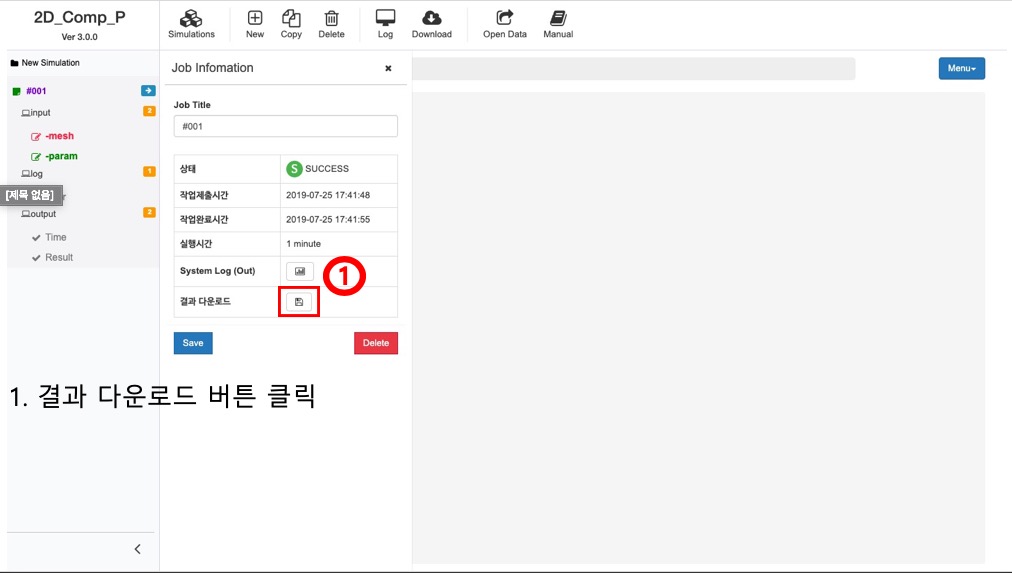 2D_Comp_P
Ver 3.0.0
Simulations
New
Copy
Delete
Log
Download
Open Data
Manual
New Simulation
#001
input
2
-mesh
-param
log
1
[제목 없음]
output
2
Time
Result
Job Infomation
Menu
Job Title
#001
상태
S SUCCESS
작업제출시간
2019-07-25 17:41:48
작업완료시간
2019-07-25 17:41:55
실행시간
1 minute
System Log (Out)
1
결과 다운로드
Save
Delete
1. 결과 다운로드 버튼 클릭